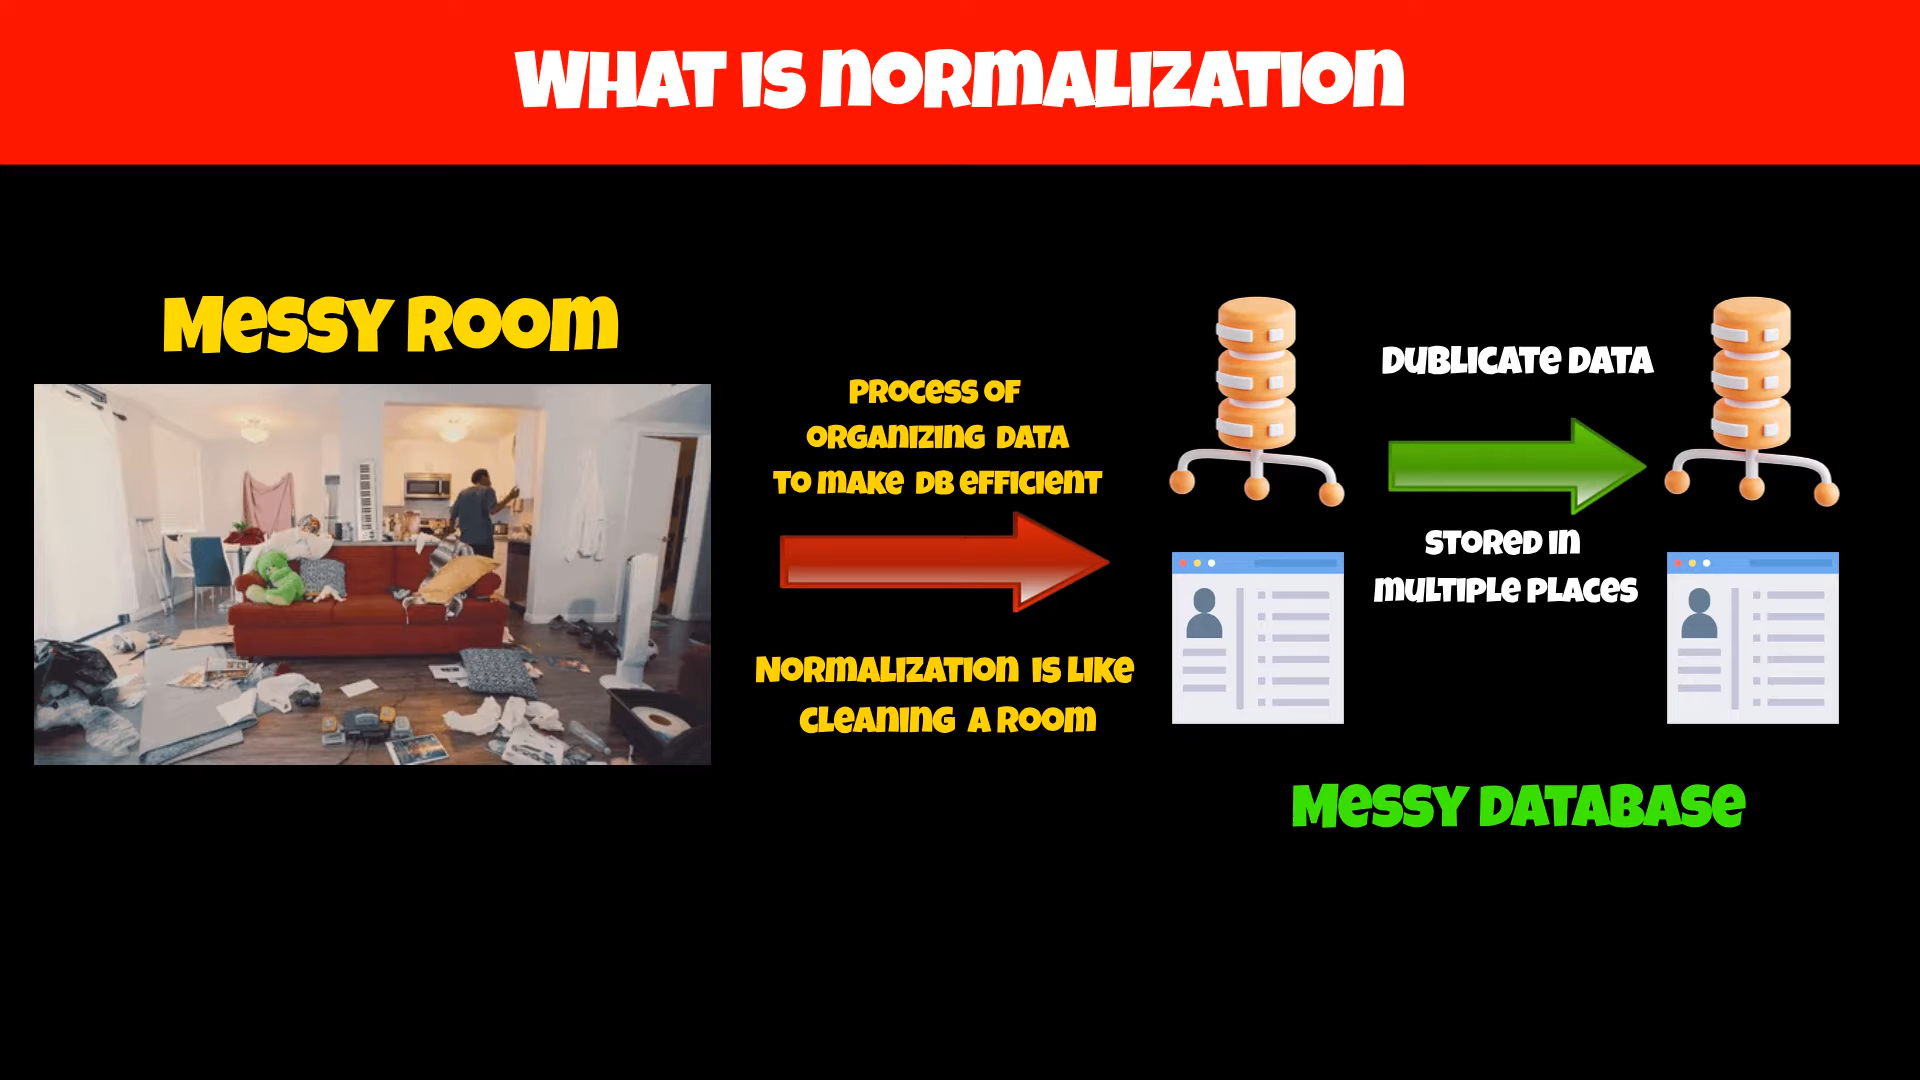 WHAT IS NORMALIZATION
Messy Room
Process of
organizing data
to make DB efficient
Normalization is like
cleaning a room
Dublicate data
Stored in
multiple places
Messy Database